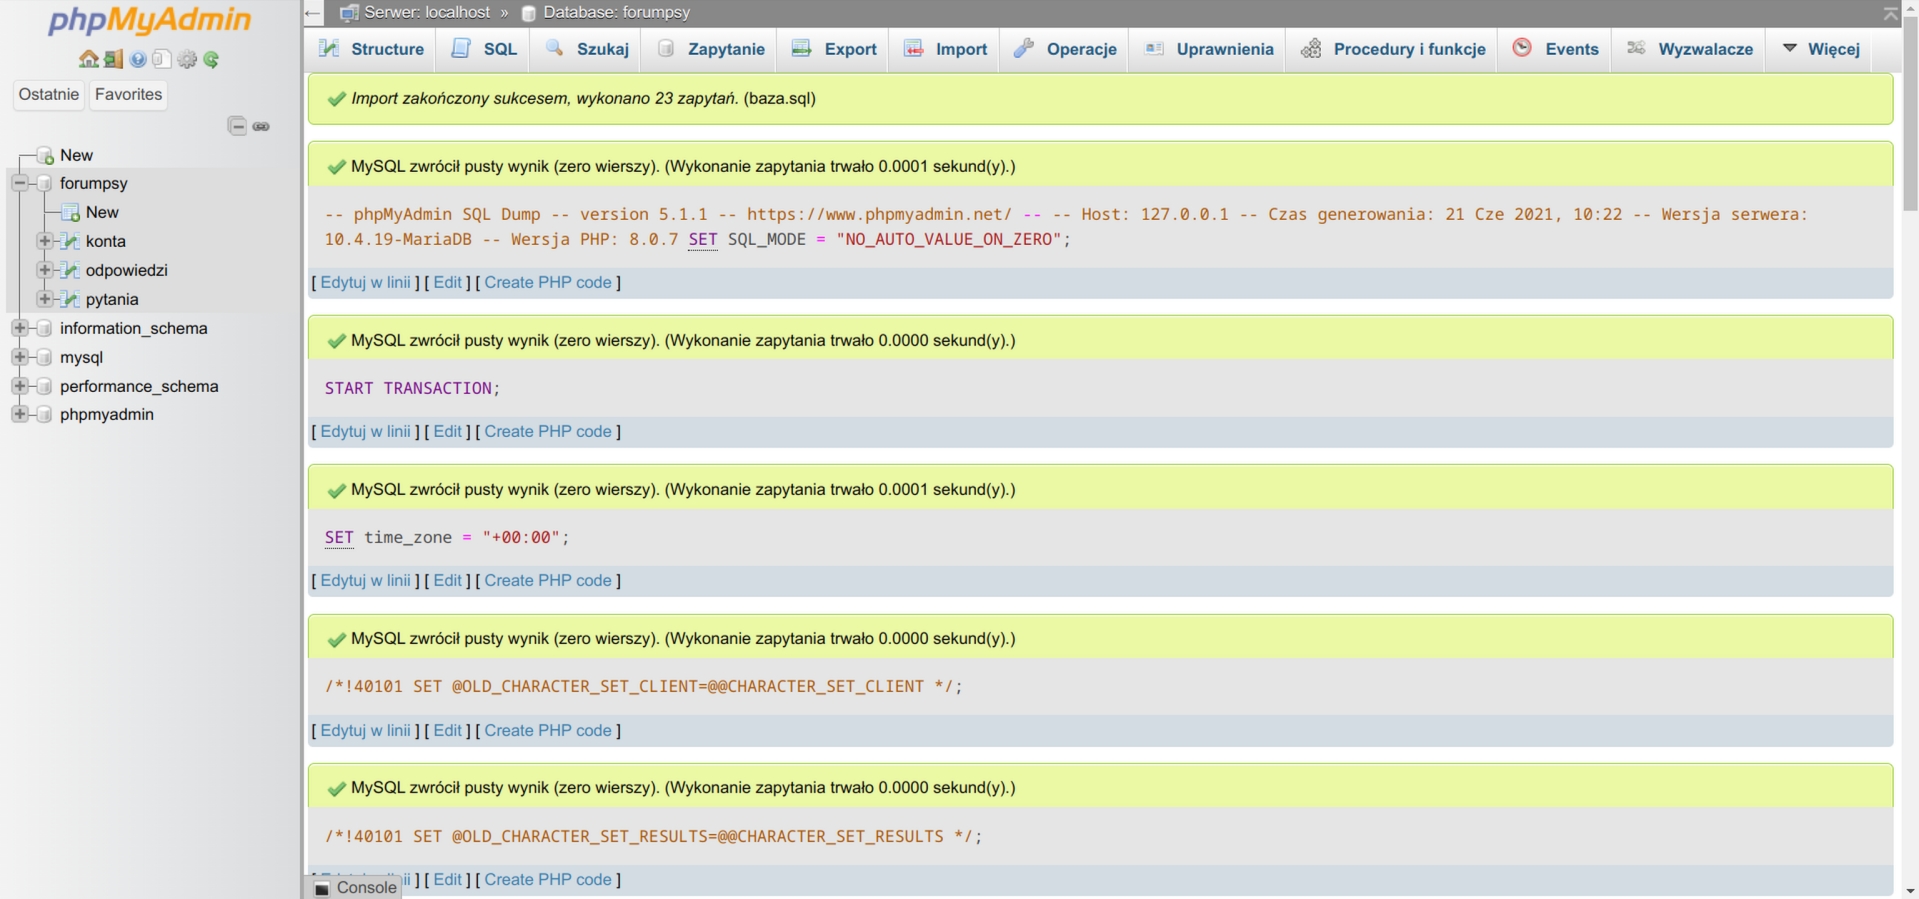 phpMyAdmin
Ostatnie Favorites
New
forumpsy
New
konta
odpowiedzi
pytania
information_schema
mysql
performance_schema
phpmyadmin
Serwer: localhost » Database: forumpsy
Structure SQL Szukaj Zapytanie Export Import Operacje Uprawnienia Procedury i funkcje Events Wyzwalacze Więcej
Import zakończony sukcesem, wykonano 23 zapytań. (baza.sql)
MySQL zwrócił pusty wynik (zero wierszy). (Wykonanie zapytania trwało 0.0001 sekund(y).)
-- phpMyAdmin SQL Dump -- version 5.1.1 -- https://www.phpmyadmin.net/ -- -- Host: 127.0.0.1 -- Czas generowania: 21 Cze 2021, 10:22 -- Wersja serwera:
10.4.19-MariaDB -- Wersja PHP: 8.0.7 SET SQL_MODE = "NO_AUTO_VALUE_ON_ZERO";
[ Edytuj w linii ] [ Edit ] [ Create PHP code ]
MySQL zwrócił pusty wynik (zero wierszy). (Wykonanie zapytania trwało 0.0000 sekund(y).)
START TRANSACTION;
[ Edytuj w linii ] [ Edit ] [ Create PHP code ]
MySQL zwrócił pusty wynik (zero wierszy). (Wykonanie zapytania trwało 0.0001 sekund(y).)
SET time_zone = "+00:00";
[ Edytuj w linii ] [ Edit ] [ Create PHP code ]
MySQL zwrócił pusty wynik (zero wierszy). (Wykonanie zapytania trwało 0.0000 sekund(y).)
/*!40101 SET @OLD_CHARACTER_SET_CLIENT=@@CHARACTER_SET_CLIENT */;
[ Edytuj w linii ] [ Edit ] [ Create PHP code ]
MySQL zwrócił pusty wynik (zero wierszy). (Wykonanie zapytania trwało 0.0000 sekund(y).)
/*!40101 SET @OLD_CHARACTER_SET_RESULTS=@@CHARACTER_SET_RESULTS */;
] [ Edit ] [ Create PHP code ]
Console